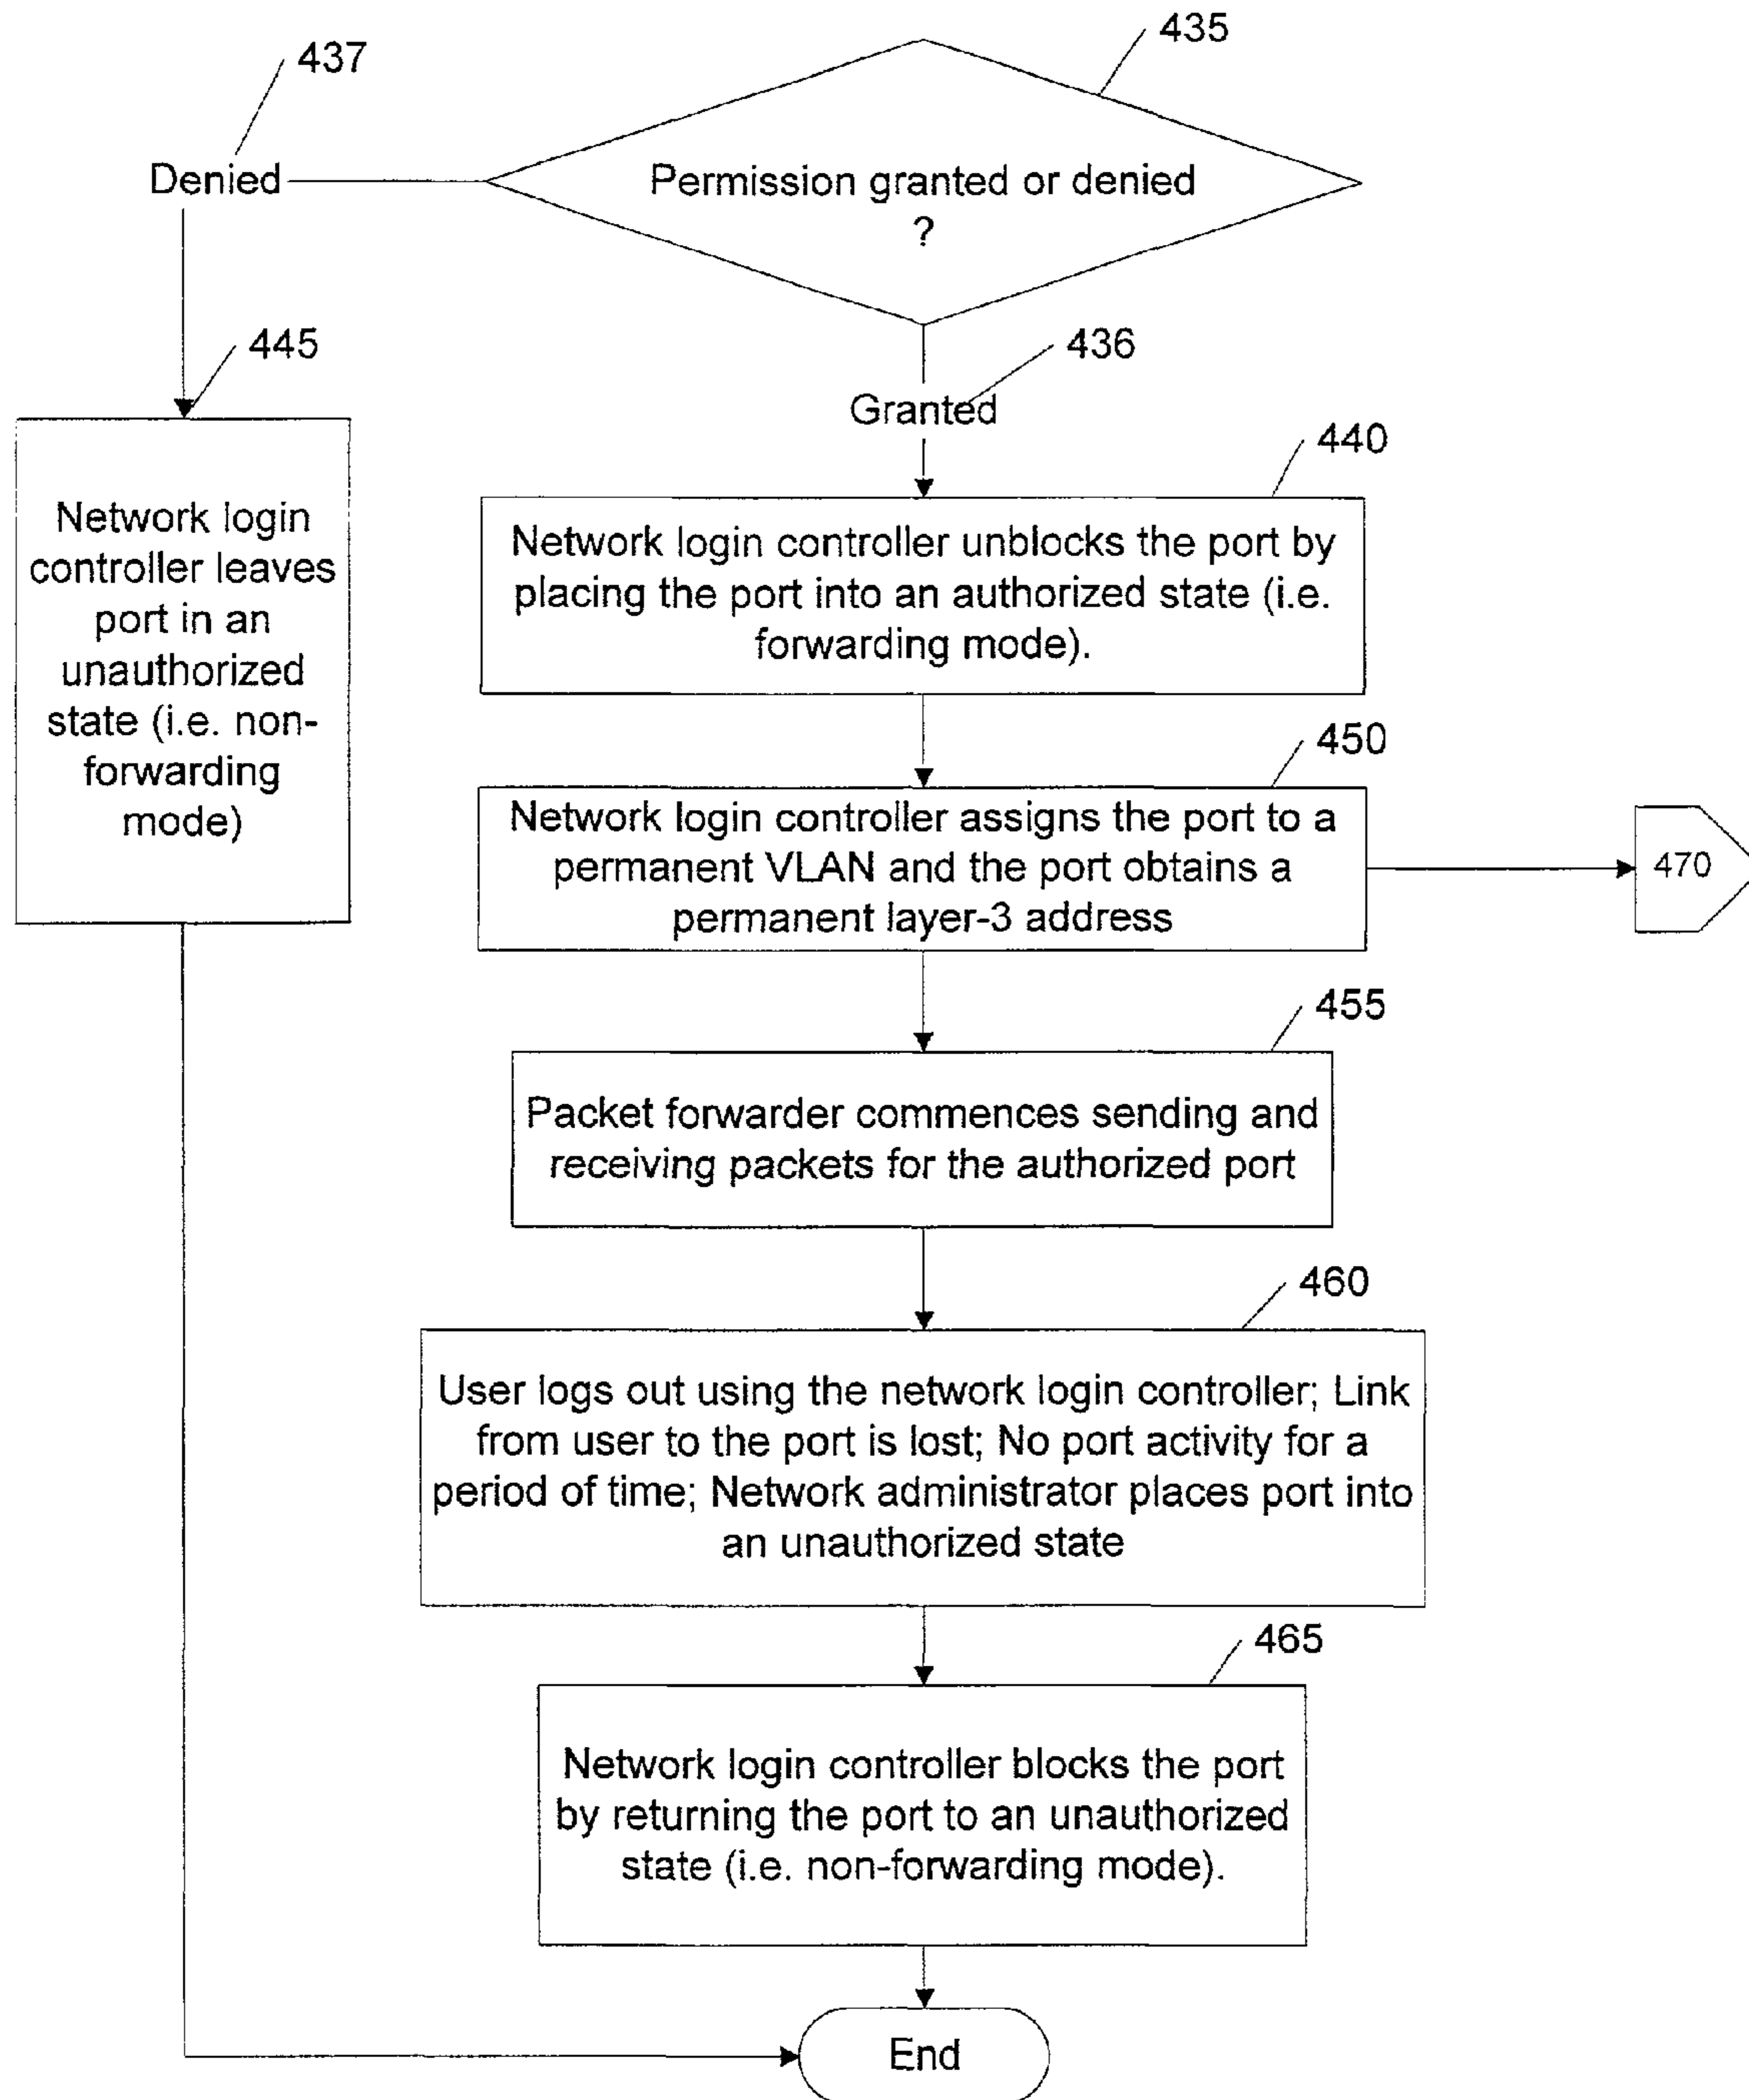 435
437
Denied
Permission granted or denied
?
445
436
Granted
440
Network login
controller leaves
port in an
unauthorized
state (i.e. non-
forwarding
mode)
Network login controller unblocks the port by
placing the port into an authorized state (i.e.
forwarding mode).
450
Network login controller assigns the port to a
permanent VLAN and the port obtains a
permanent layer-3 address
470
455
Packet forwarder commences sending and
receiving packets for the authorized port
460
User logs out using the network login controller; Link
from user to the port is lost; No port activity for a
period of time; Network administrator places port into
an unauthorized state
465
Network login controller blocks the port
by returning the port to an unauthorized
state (i.e. non-forwarding mode).
End